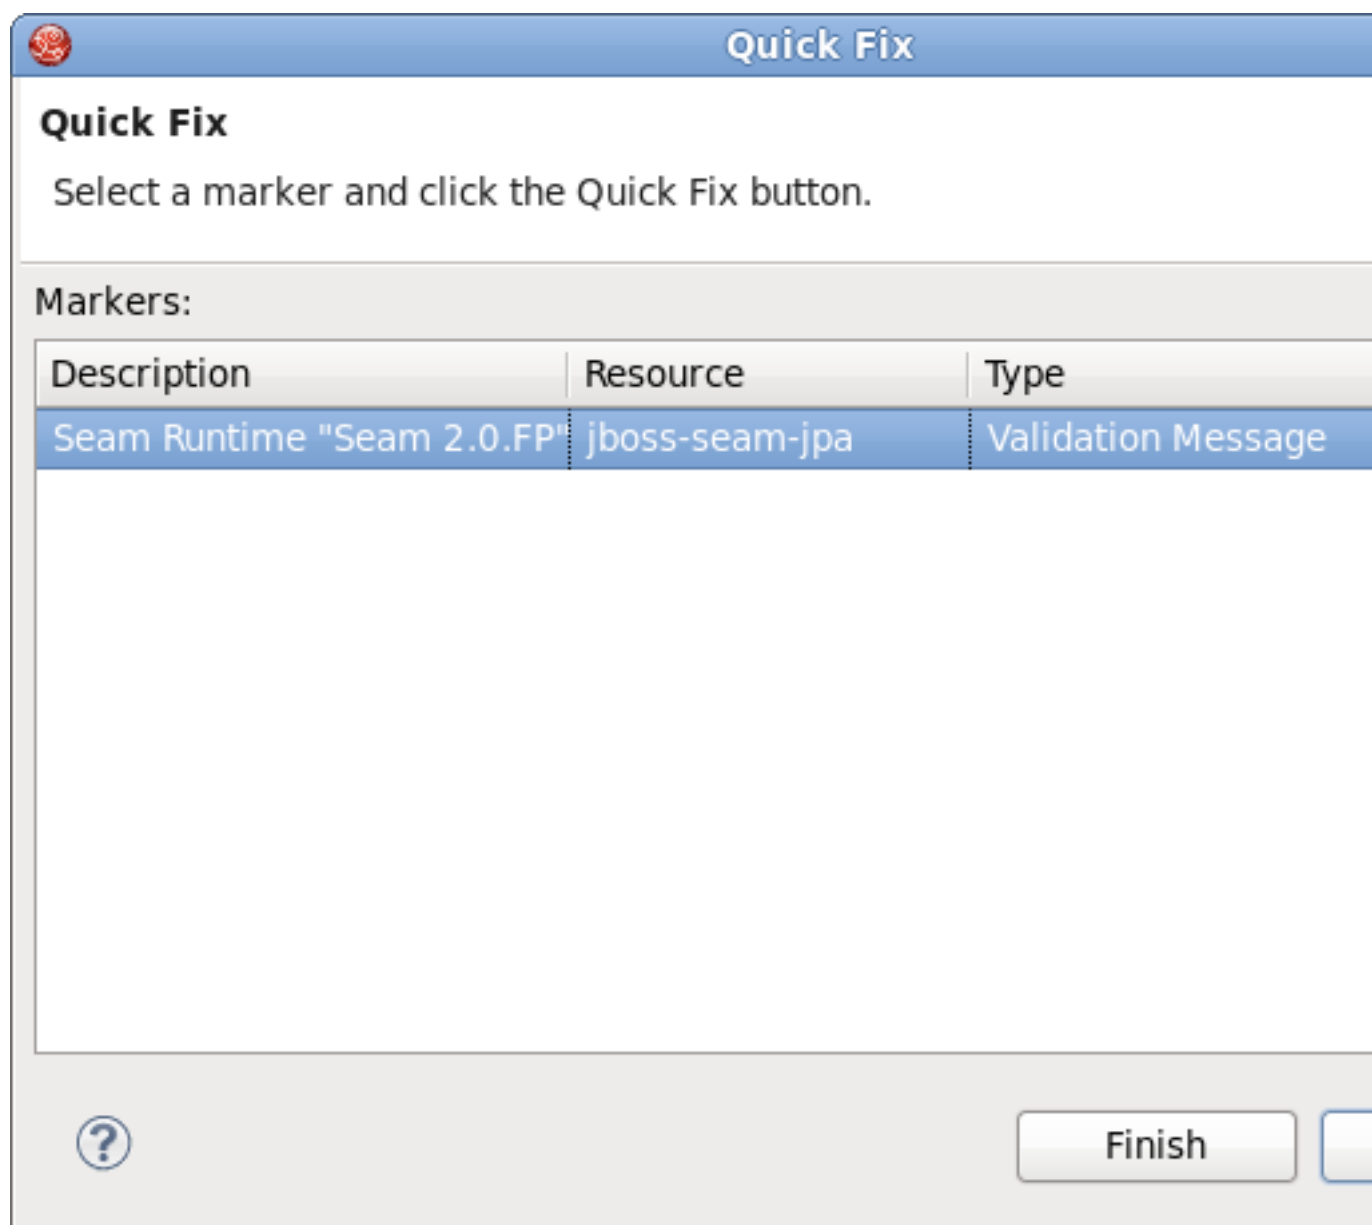 Quick Fix
Quick Fix
Select a marker and click the Quick Fix button.
Markers:
Description Resource Type
Seam Runtime "Seam 2.0.FP" jboss-seam-jpa Validation Message
?
Finish